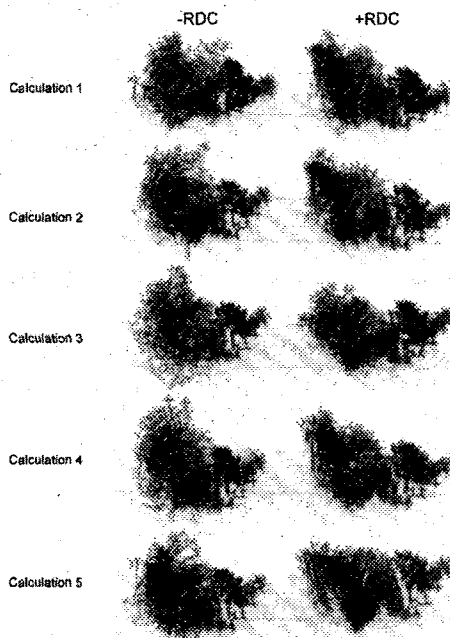 -RDC +RDC
Calculation 1
Calculation 2
Calculation 3
Calculation 4
Calculation 5